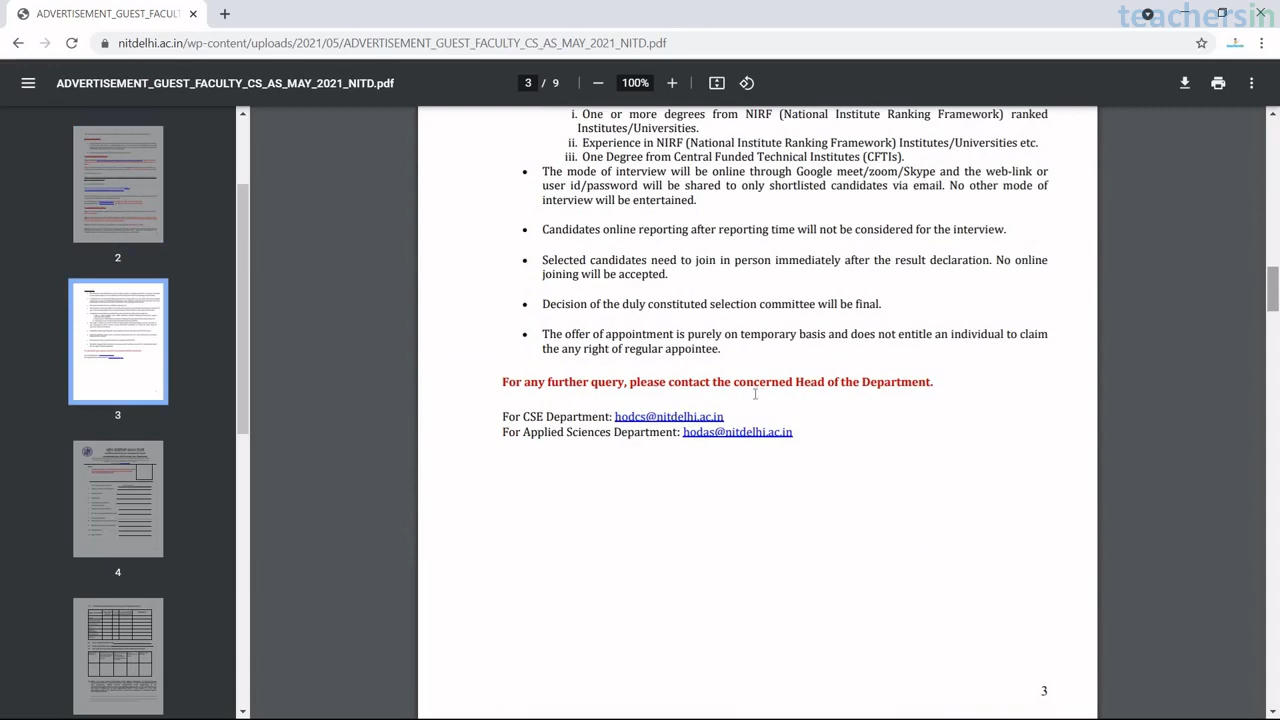 ADVERTISEMENT_GUEST_FACUL
teachersin
nitdelhi.ac.in/wp-content/uploads/2021/05/ADVERTISEMENT_GUEST_FACULTY_CS_AS_MAY_2021_NITD.pdf
ADVERTISEMENT_GUEST_FACULTY_CS_AS_MAY_2021_NITD.pdf
3 / 9
100%
i. One or more degrees from NIRF (National Institute Ranking Framework) ranked
Institutes/Universities.
ii. Experience in NIRF (National Institute Ranking Framework) Institutes/Universities etc.
iii. One Degree from Central Funded Technical Institutes (CFTIs).
• The mode of interview will be online through Google meet/zoom/Skype and the web-link or
user id/password will be shared to only shortlisted candidates via email. No other mode of
interview will be entertained.
• Candidates online reporting after reporting time will not be considered for the interview.
• Selected candidates need to join in person immediately after the result declaration. No online
joining will be accepted.
• Decision of the duly constituted selection committee will be final.
• The offer of appointment is purely on temporary basis and does not entitle an individual to claim
the any right of regular appointee.
For any further query, please contact the concerned Head of the Department.
For CSE Department: hodcs@nitdelhi.ac.in
For Applied Sciences Department: hodas@nitdelhi.ac.in
3
2
3
4